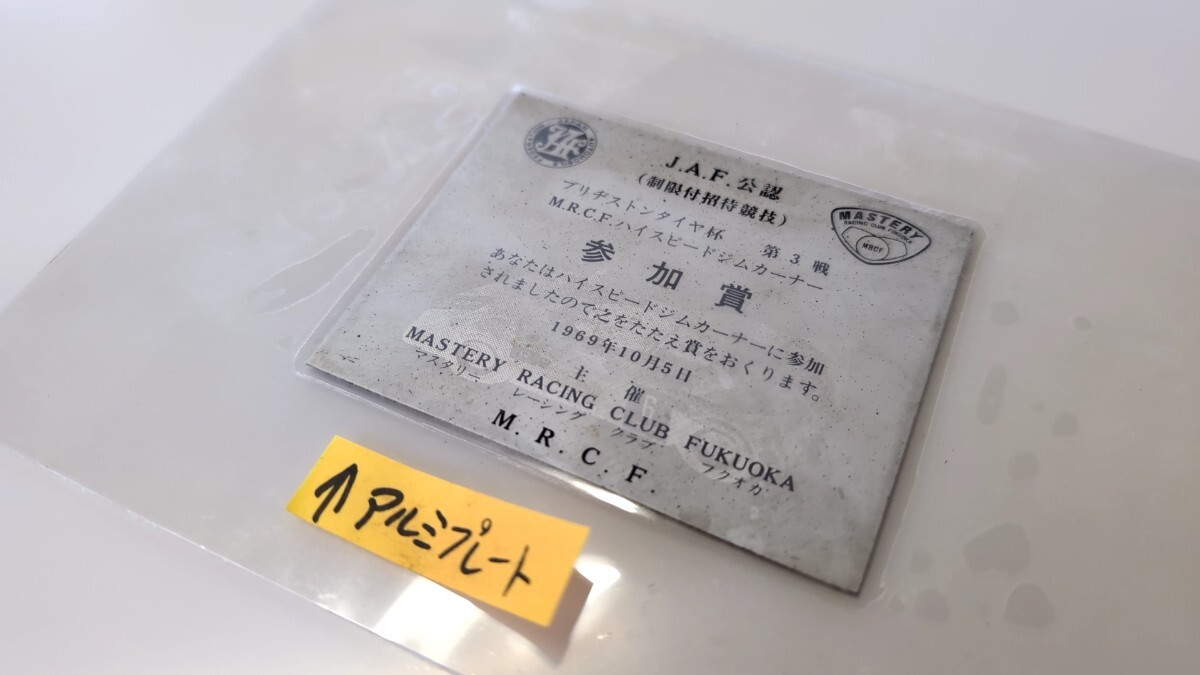 J.A.F.公認
(制限付招待競技)
ブリヂストンタイヤ杯 第3戦
M.R.C.F.ハイスピードジムカーナー
MASTERY
RACING CLUB FUKUOKA
MRCF
参加賞
あなたはハイスピードジムカーナーに参加
されましたので之をたたえ賞をおくります。
1969年10月5日
主催
MASTERY RACING CLUB FUKUOKA
マスタリー レーシング クラブ フクオカ
M.R.C.F.
↑アルミプレート